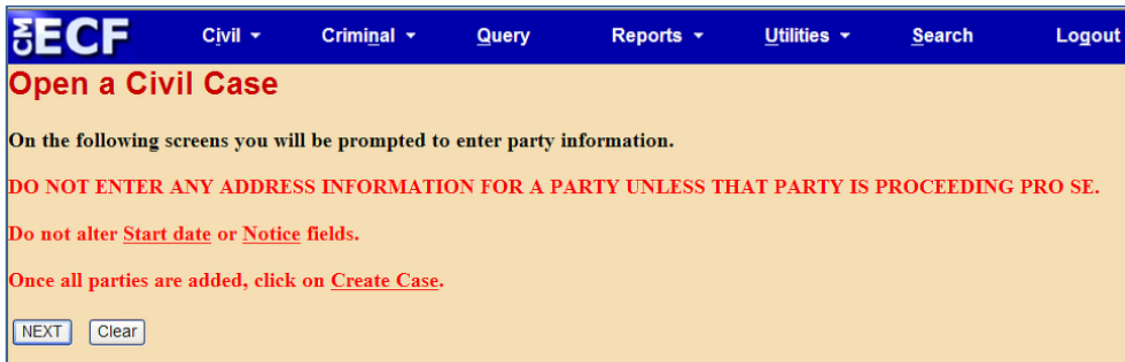 CM ECF Civil Criminal Query Reports Utilities Search Logout
Open a Civil Case
On the following screens you will be prompted to enter party information.
DO NOT ENTER ANY ADDRESS INFORMATION FOR A PARTY UNLESS THAT PARTY IS PROCEEDING PRO SE.
Do not alter Start date or Notice fields.
Once all parties are added, click on Create Case.
NEXT Clear